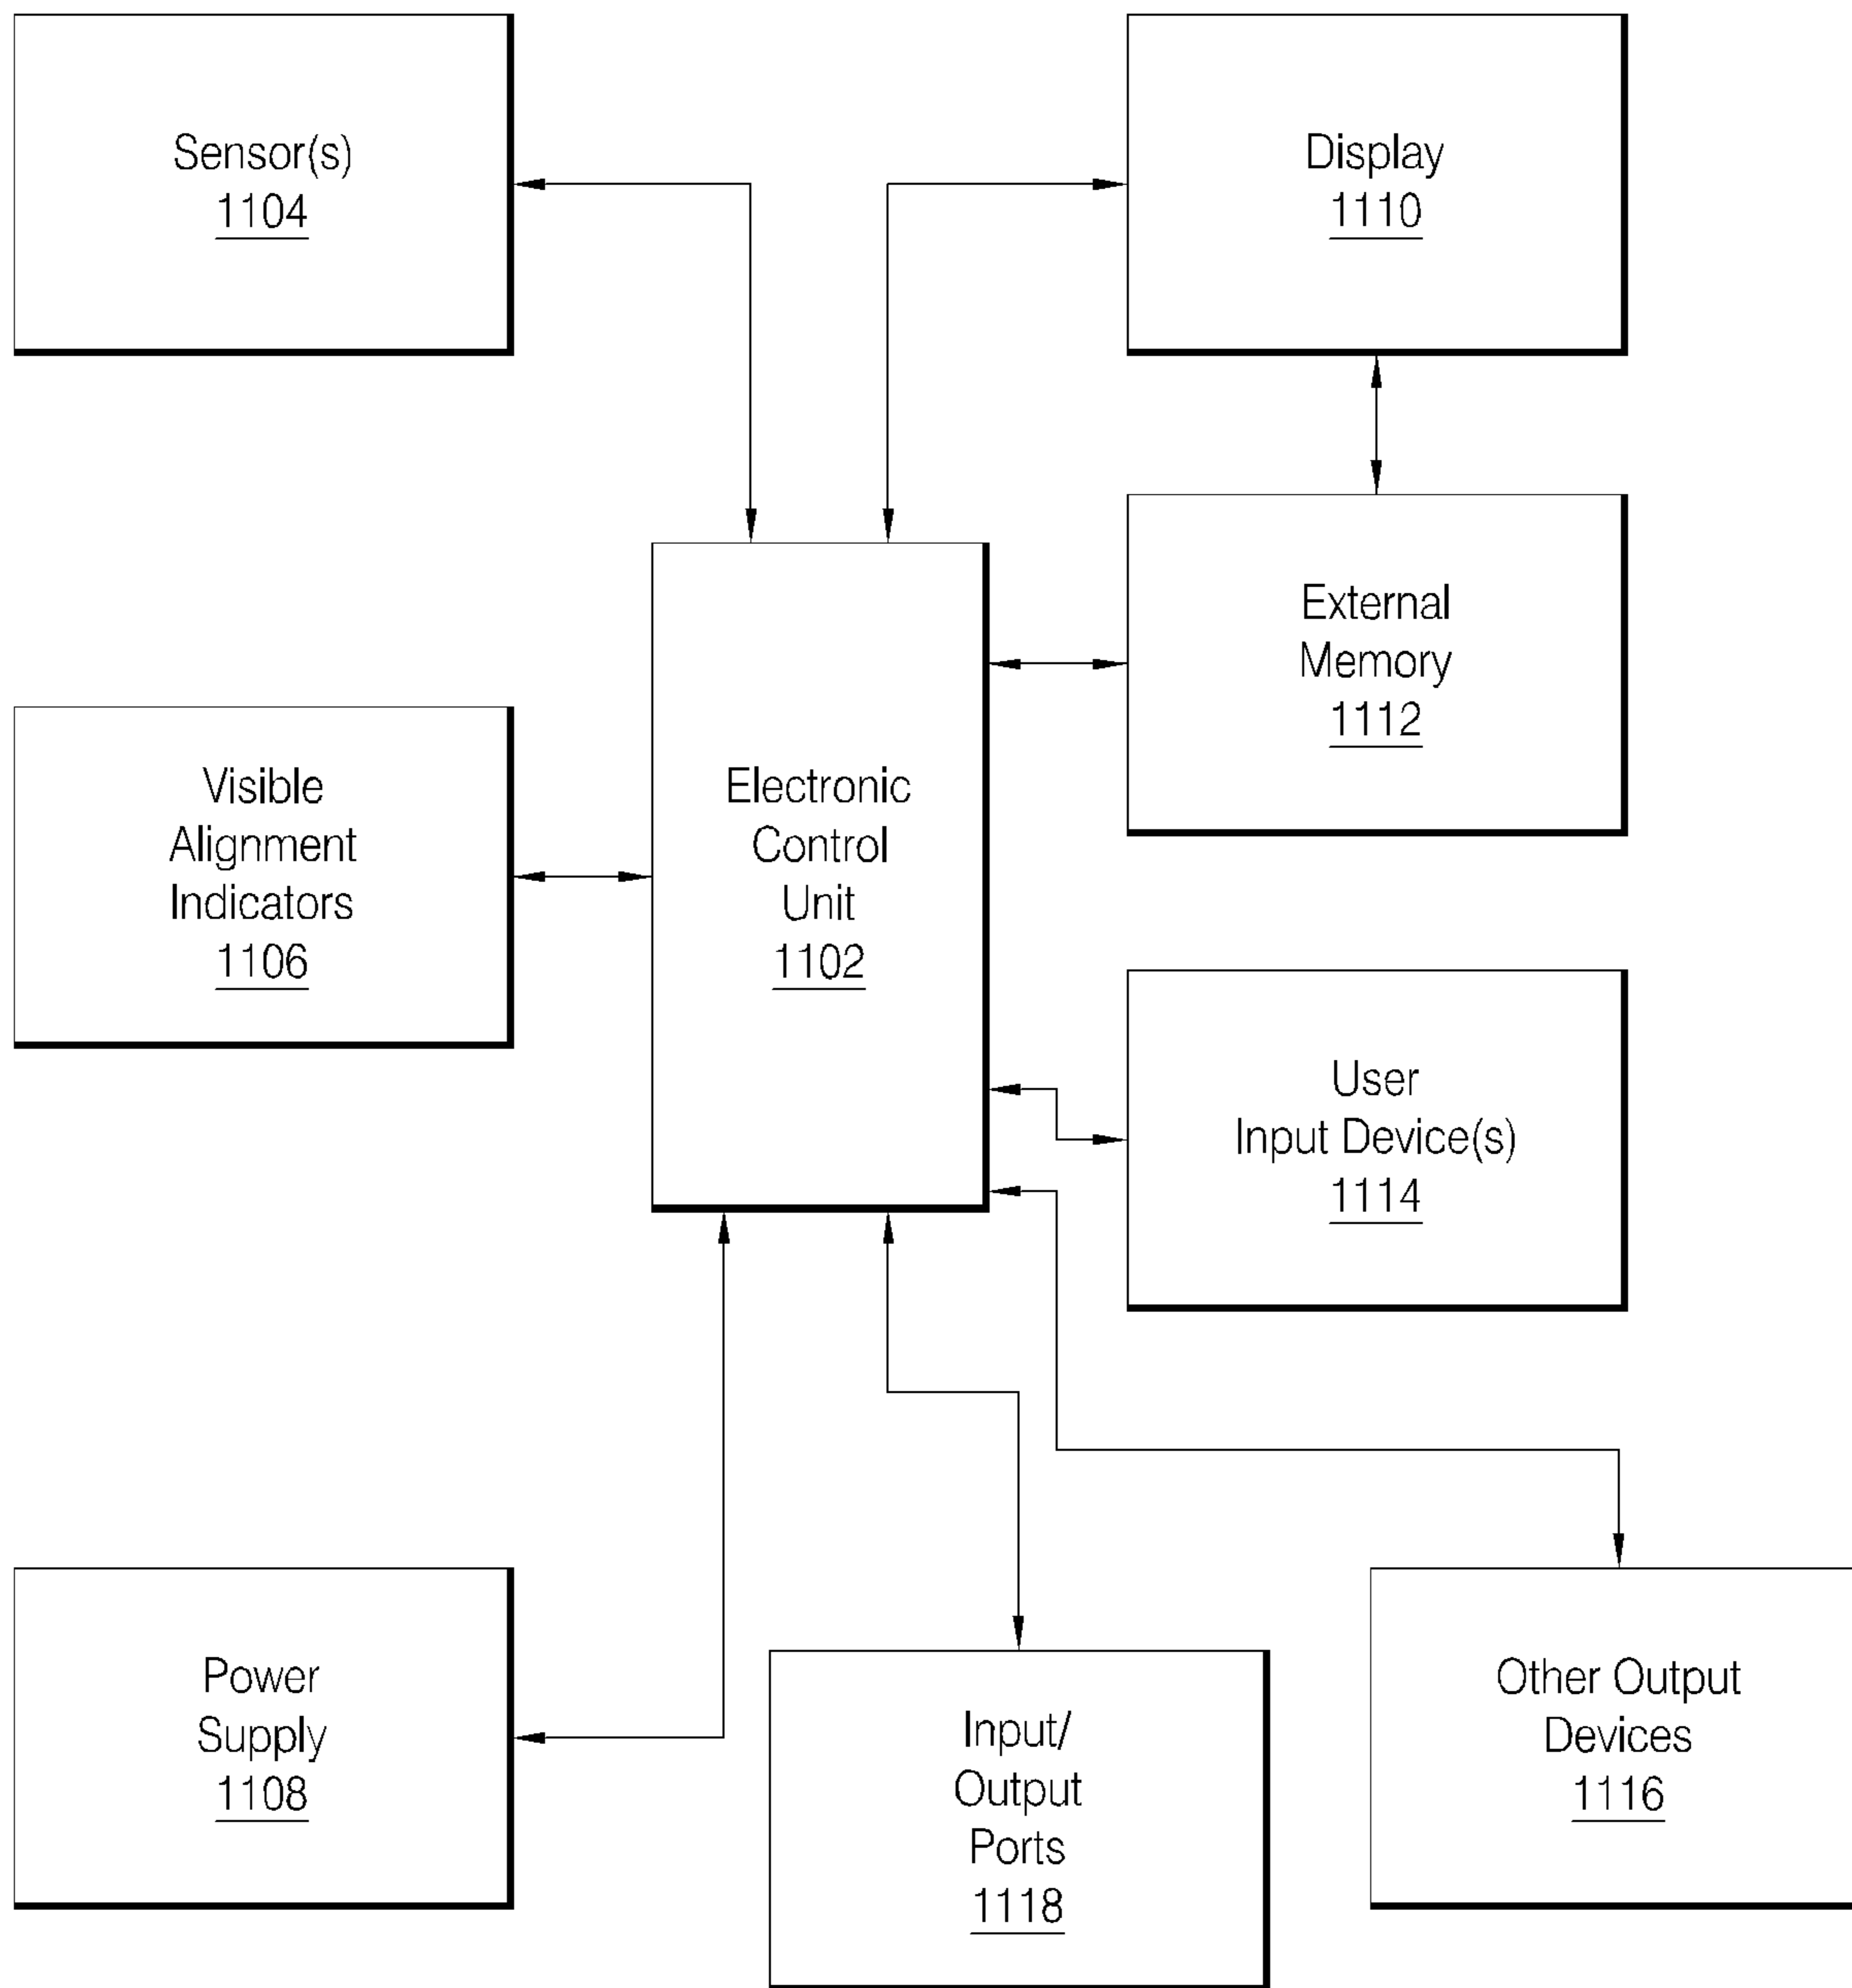 Sensor(s)
1104
Display
1110
External
Memory
1112
Visible
Alignment
Indicators
1106
Electronic
Control
Unit
1102
User
Input Device(s)
1114
Power
Supply
1108
Input/
Output
Ports
1118
Other Output
Devices
1116